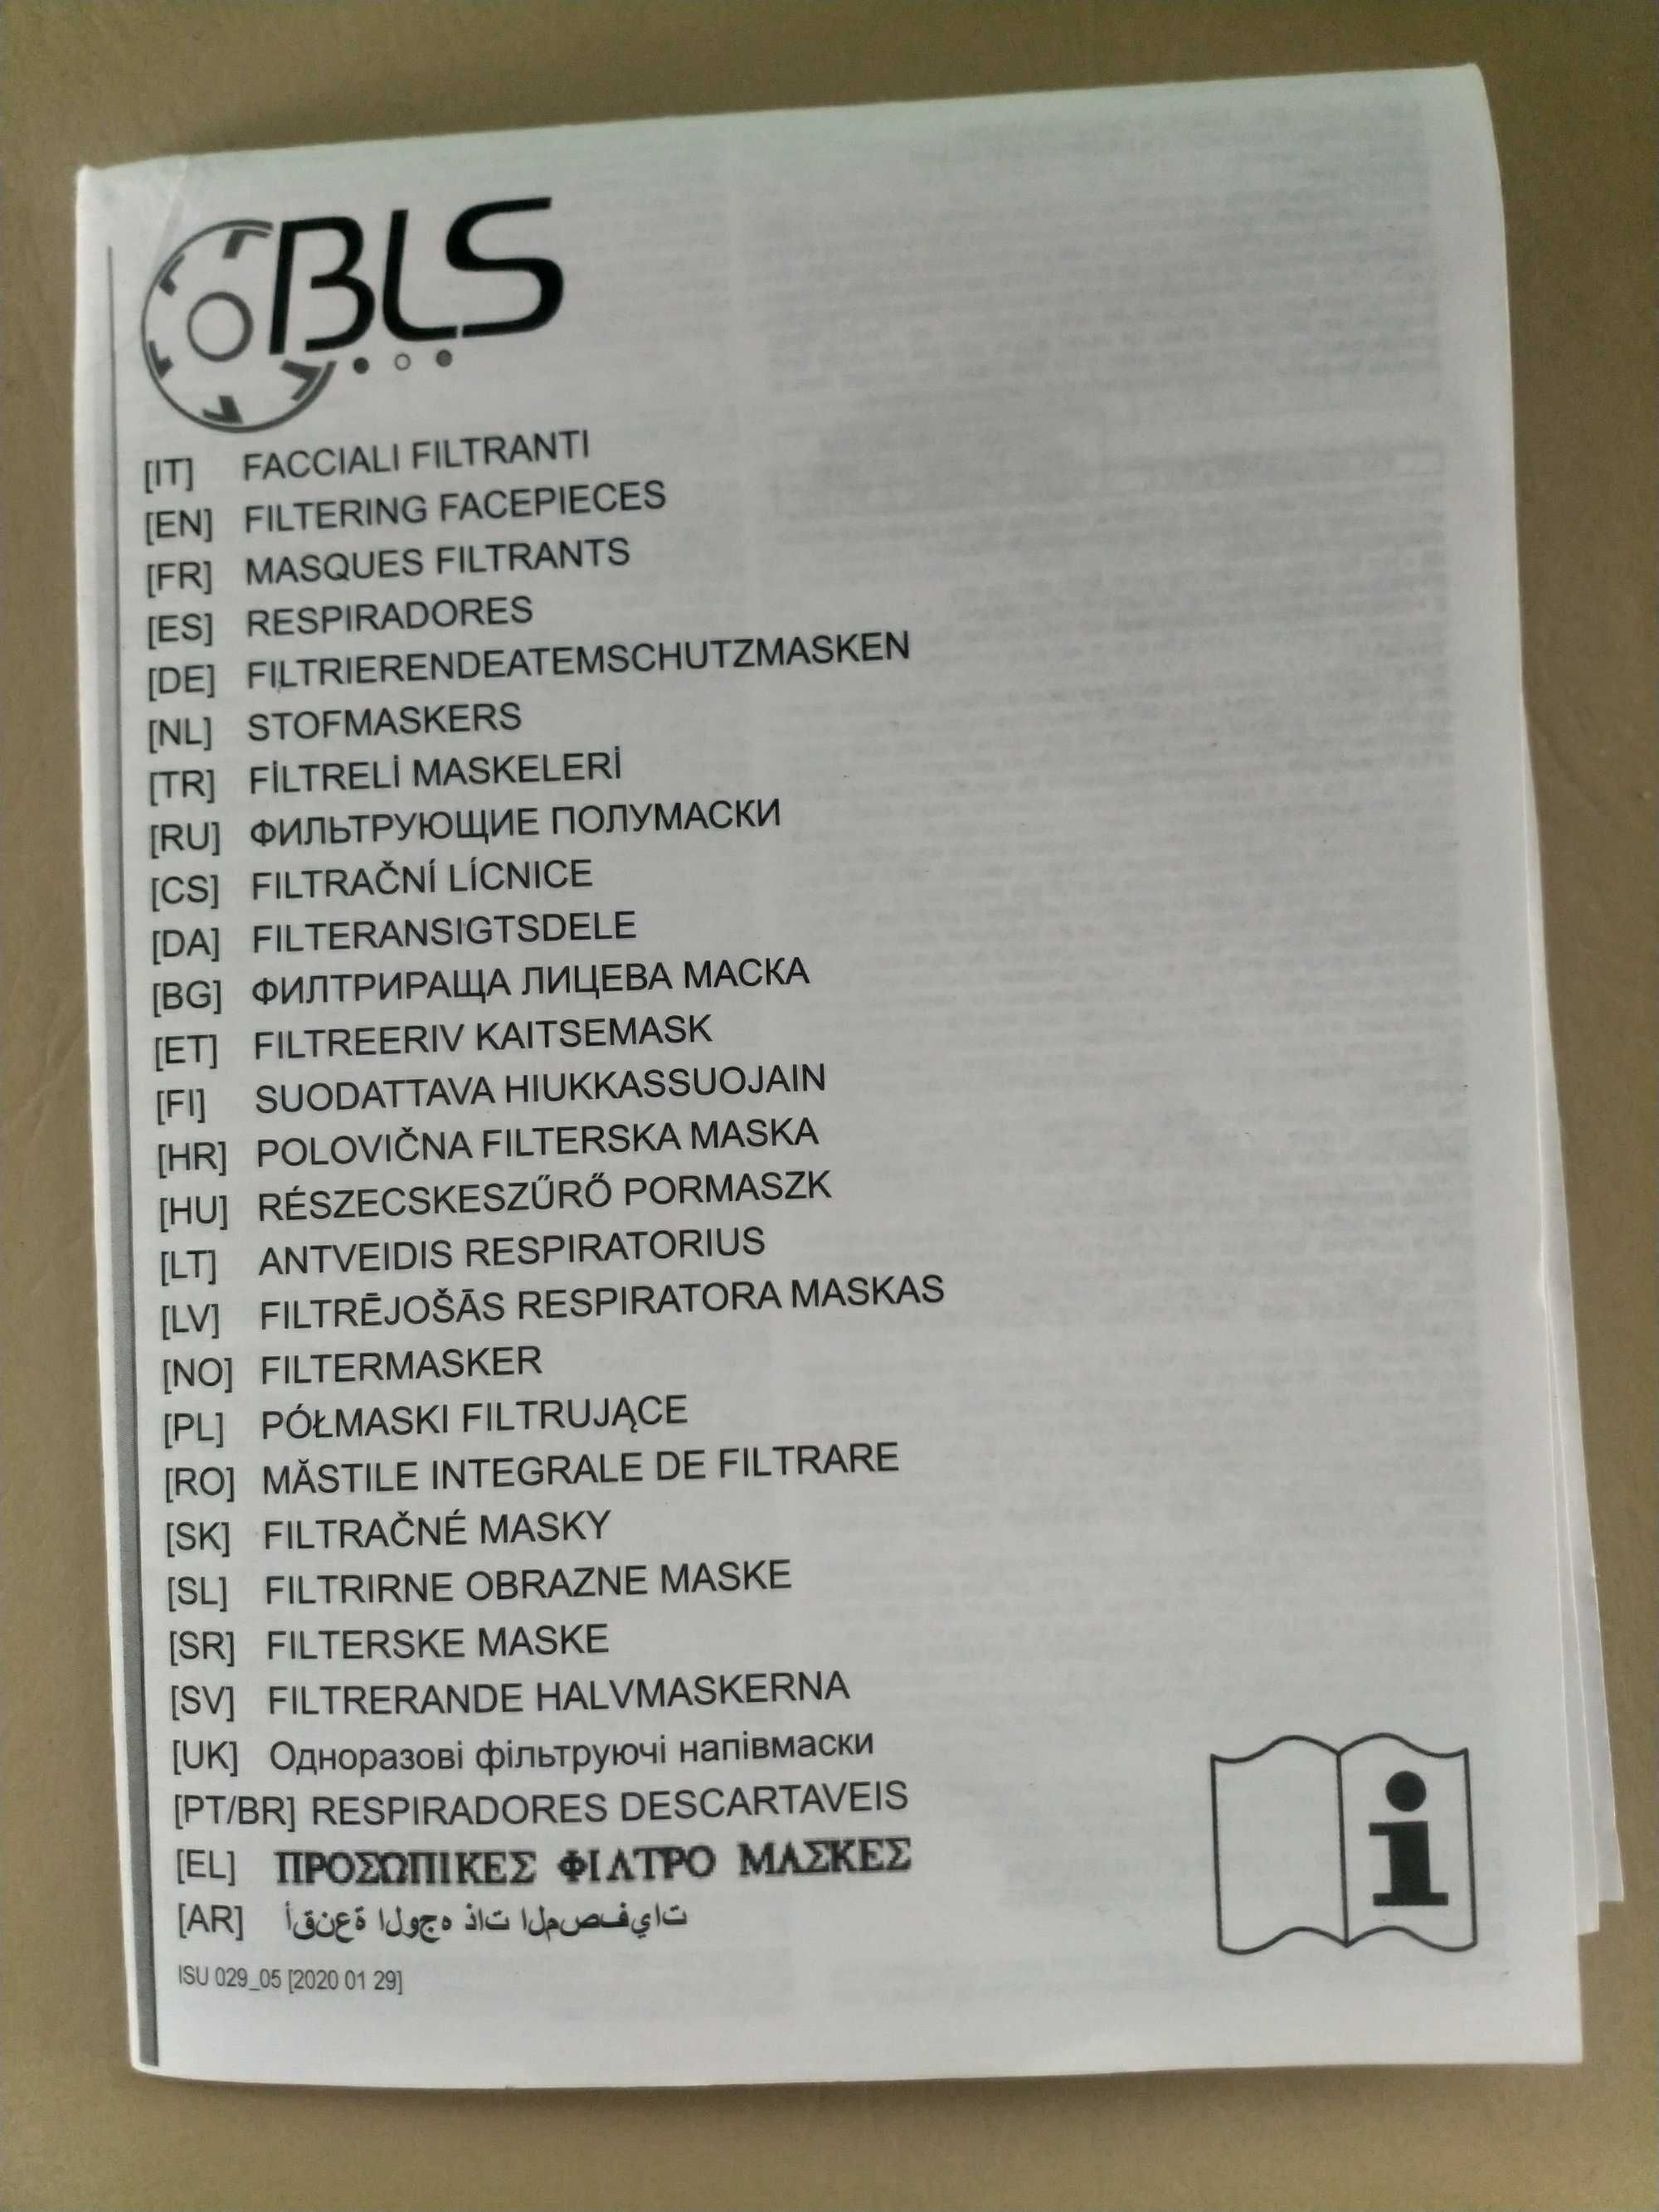 BLS
[IT] FACCIALI FILTRANTI
[EN] FILTERING FACEPIECES
[FR] MASQUES FILTRANTS
[ES] RESPIRADORES
[DE] FILTRIERENDEATEMSCHUTZMASKEN
[NL] STOFMASKERS
[TR] FİLTRELİ MASKELERİ
[RU] ФИЛЬТРУЮЩИЕ ПОЛУМАСКИ
[CS] FILTRAČNÍ LÍCNICE
[DA] FILTERANSIGTSDELE
[BG] ФИЛТРИРАЩА ЛИЦЕВА МАСКА
[ET] FILTREERIV KAITSEMASK
[FI] SUODATTAVA HIUKKASSUOJAIN
[HR] POLOVIČNA FILTERSKA MASKA
[HU] RÉSZECSKESZŰRŐ PORMASZK
[LT] ANTVEIDIS RESPIRATORIUS
[LV] FILTRĒJOŠĀS RESPIRATORA MASKAS
[NO] FILTERMASKER
[PL] PÓŁMASKI FILTRUJĄCE
[RO] MĂSTILE INTEGRALE DE FILTRARE
[SK] FILTRAČNÉ MASKY
[SL] FILTRIRNE OBRAZNE MASKE
[SR] FILTERSKE MASKE
[SV] FILTRERANDE HALVMASKERNA
[UK] Одноразові фільтруючі напівмаски
[PT/BR] RESPIRADORES DESCARTAVEIS
[EL] ΠΡΟΣΩΠΙΚΕΣ ΦΙΛΤΡΟ ΜΑΣΚΕΣ
[AR] أقنعة الوجه ذات المصفيات
ISU 029_05 [2020 01 29]
i